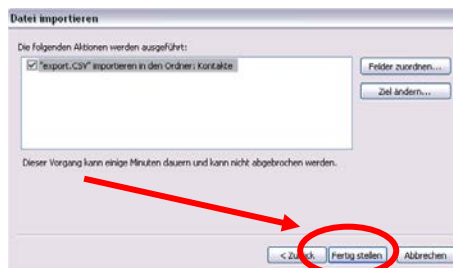 Datei importieren
Die folgenden Aktionen werden ausgeführt:
"export.CSV" importieren in den Ordner: Kontakte
Felder zuordnen...
Ziel ändern...
Dieser Vorgang kann einige Minuten dauern und kann nicht abgebrochen werden.
< Zurück
Fertig stellen
Abbrechen